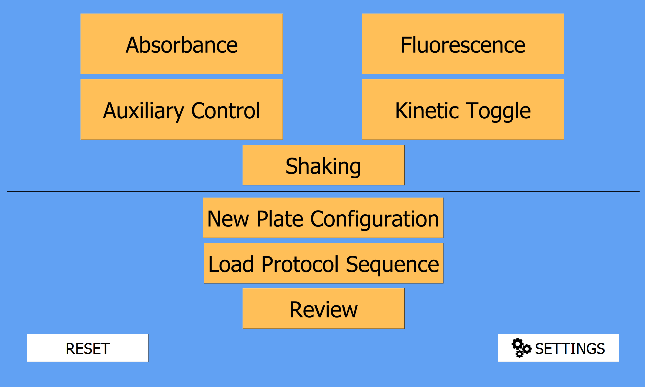 Absorbance
Fluorescence
Auxiliary Control
Kinetic Toggle
Shaking
New Plate Configuration
Load Protocol Sequence
Review
RESET
SETTINGS